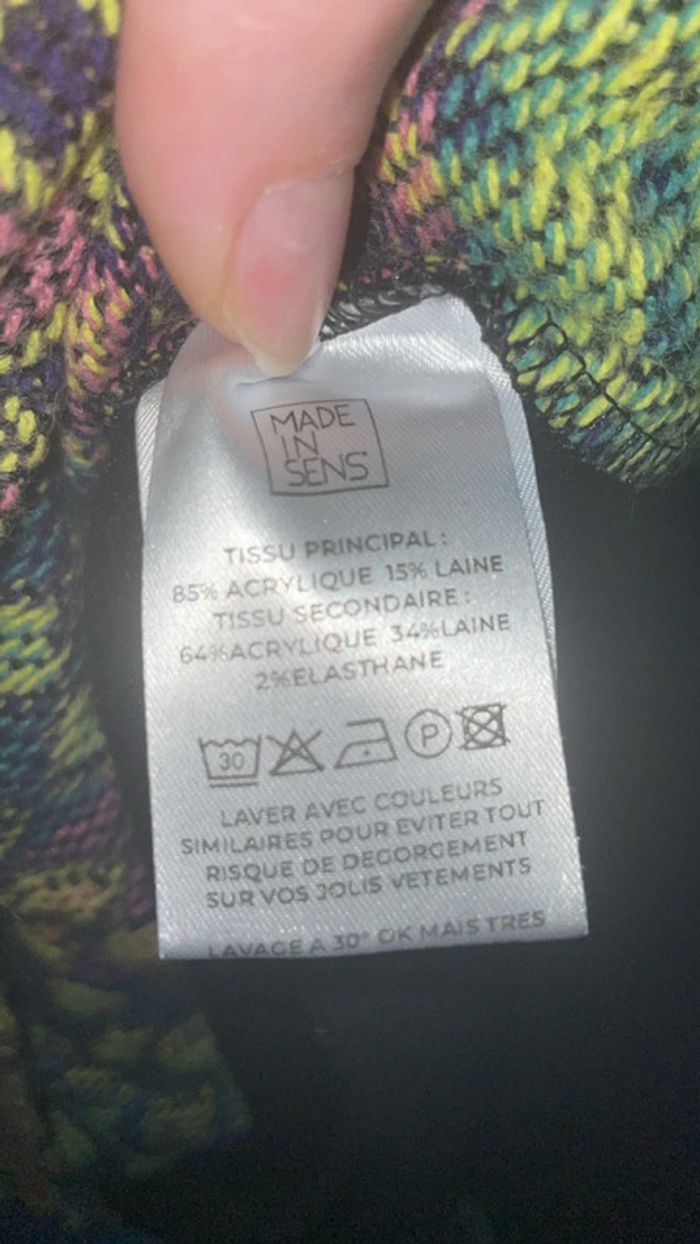 MADE
IN
SENS
TISSU PRINCIPAL:
85% ACRYLIQUE 15% LAINE
TISSU SECONDAIRE:
64%ACRYLIQUE 34%LAINE
2%ELASTHANE
30 P
LAVER AVEC COULEURS
SIMILAIRES POUR EVITER TOUT
RISQUE DE DEGORGEMENT
SUR VOS JOLIS VETEMENTS
LAVAGE A 30° OK MAIS TRES